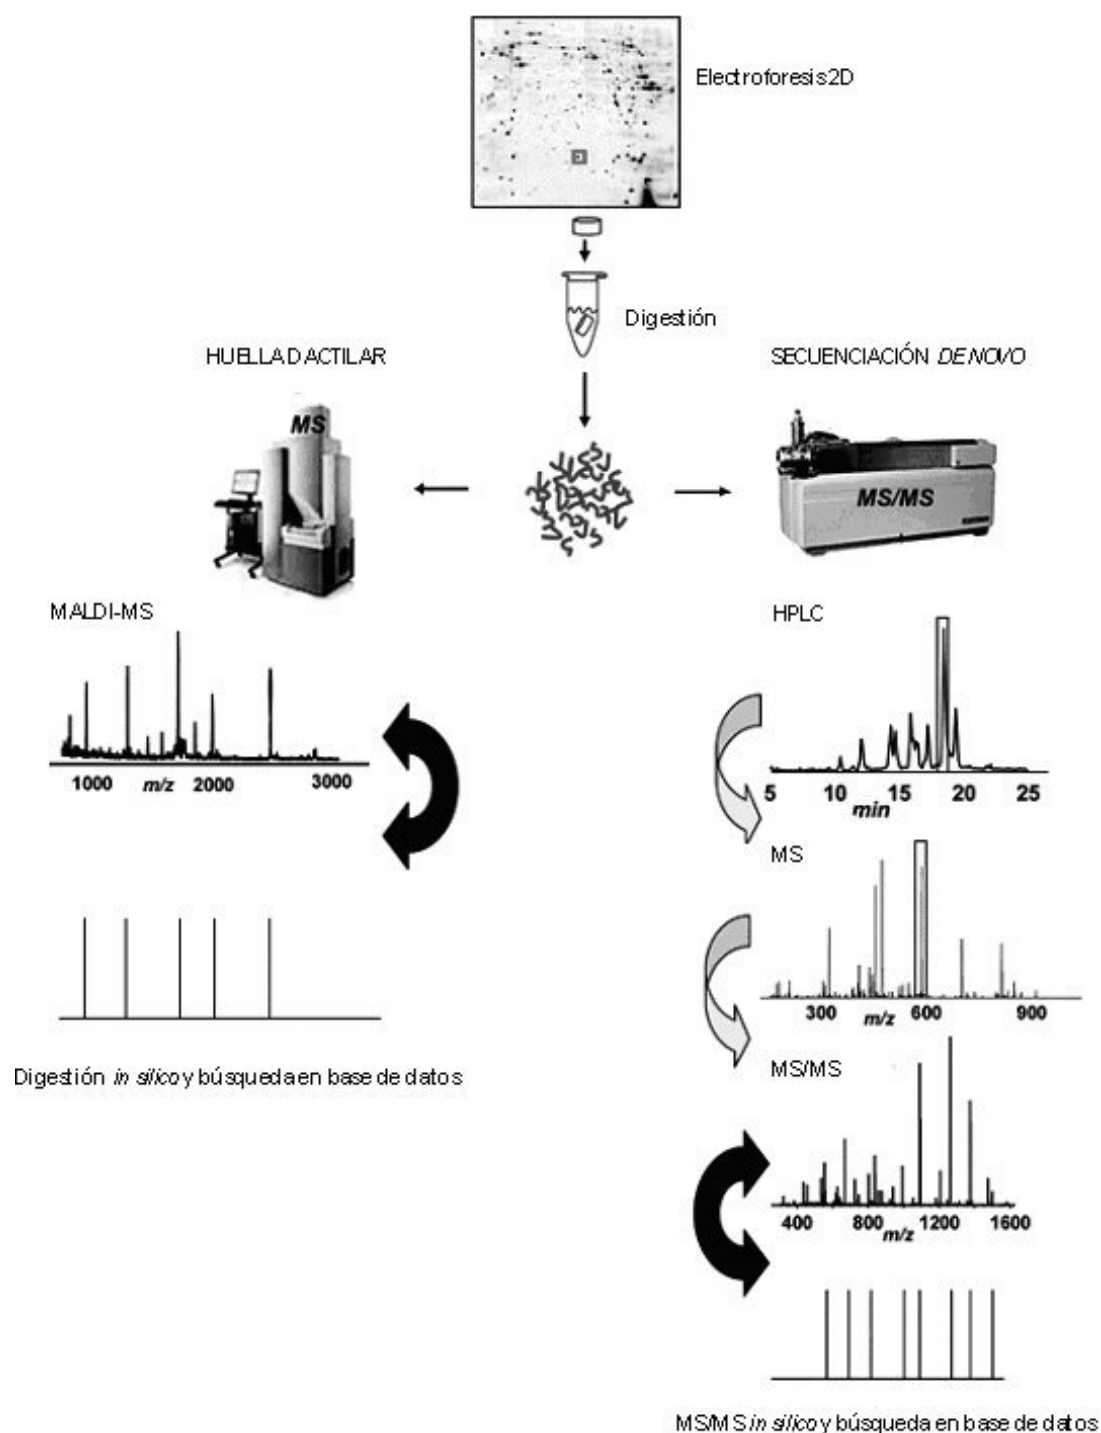 Electroforesis2D
Digestión
HUELLA DACTILAR
SECUENCIACIÓN DE NOVO
MS
MS/MS
MALDI-MS
1000 m/z 2000 3000
Digestión in silico y búsqueda en base de datos
HPLC
5 10 15 20 25
min
MS
300 m/z 600 900
MS/MS
400 800 m/z 1200 1600
MS/MS in silico y búsqueda en base de datos